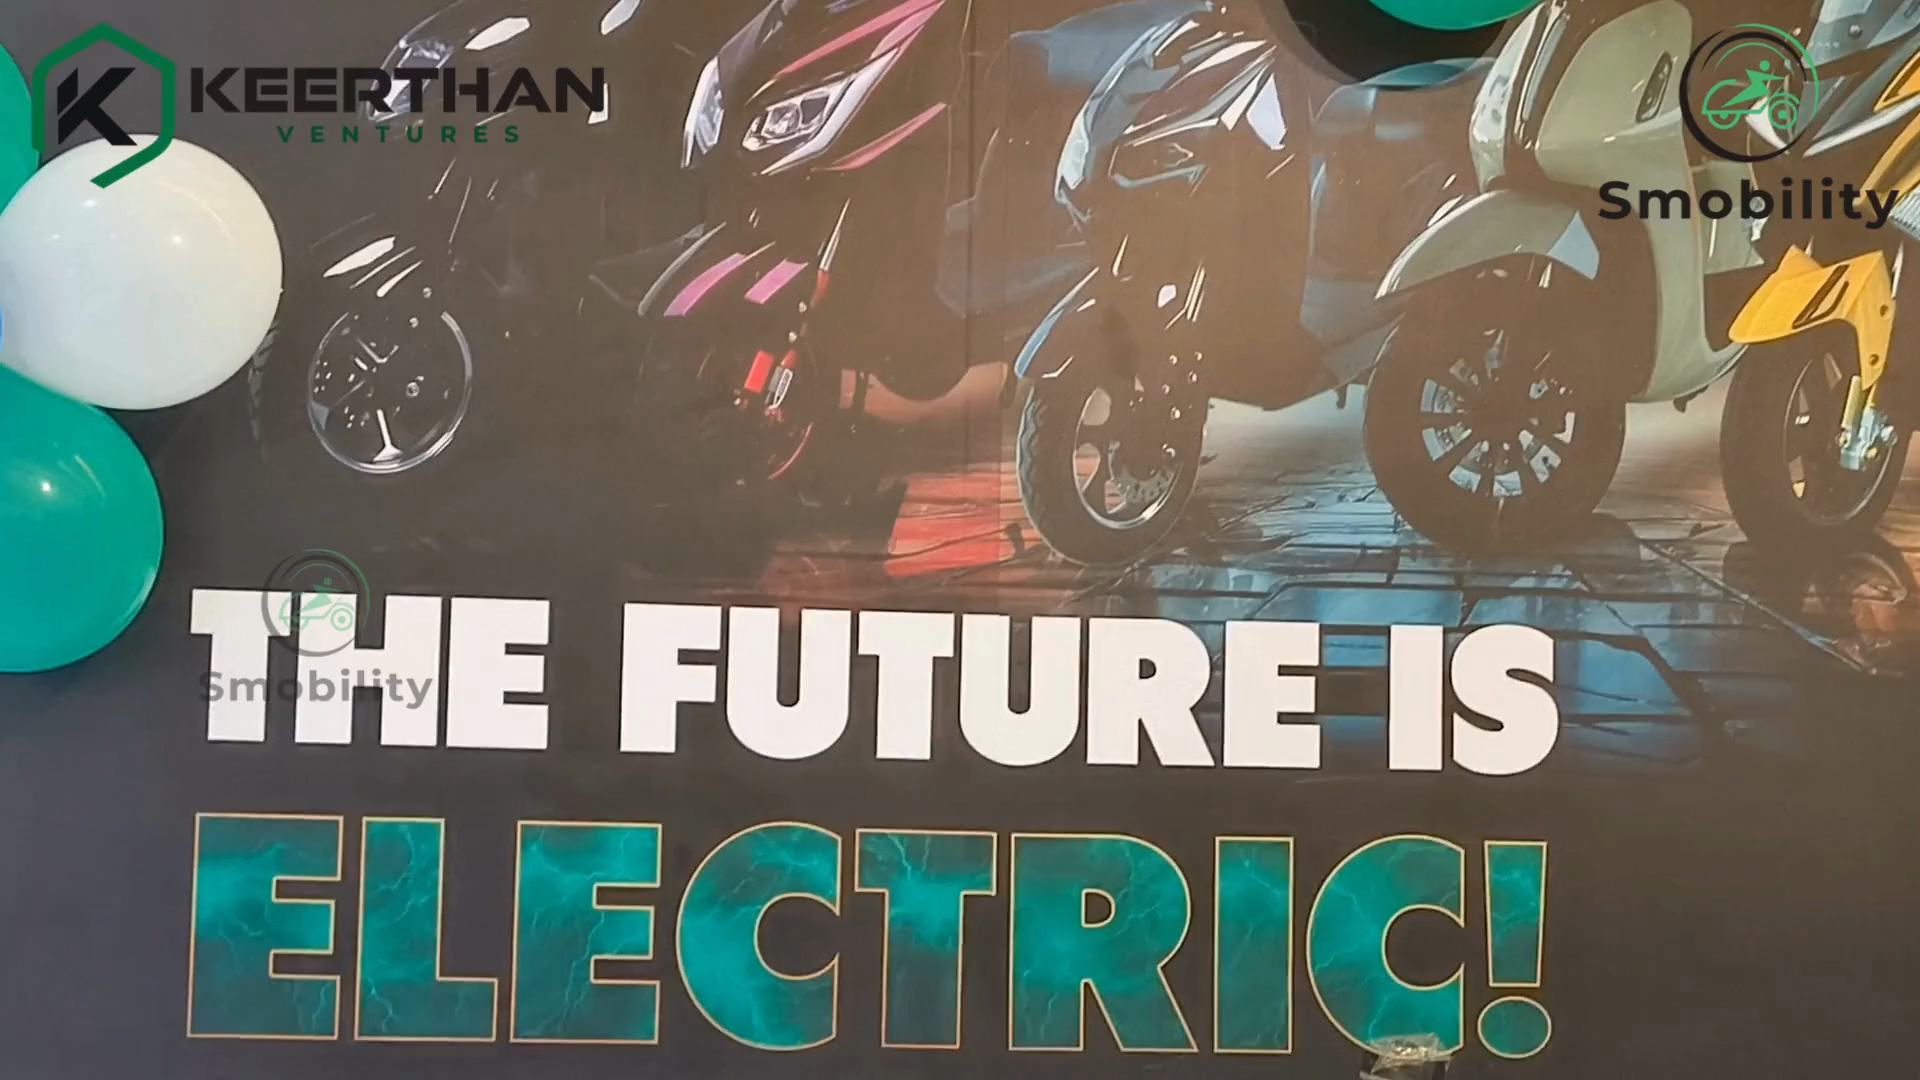 KEERTHAN
VENTURES
Smobility
THE FUTURE IS
Smobility
ELECTRIC!